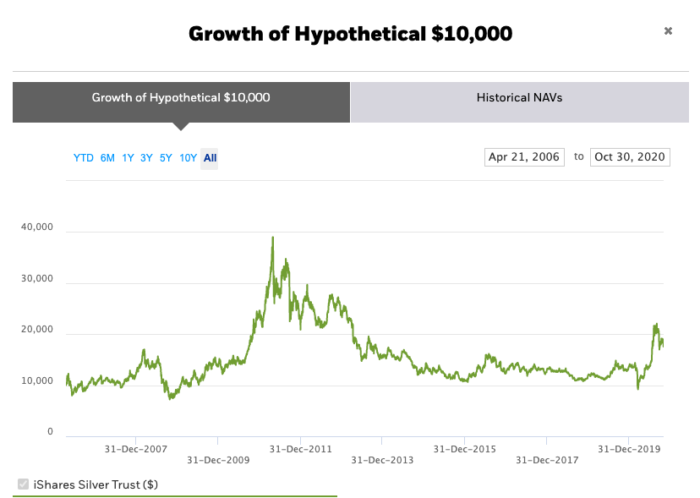 Growth of Hypothetical $10,000
×
Growth of Hypothetical $10,000
Historical NAVs
YTD 6M 1Y 3Y 5Y 10Y All
Apr 21, 2006 to Oct 30, 2020
40,000
30,000
20,000
10,000
0
31-Dec-2007 31-Dec-2011 31-Dec-2015 31-Dec-2019
31-Dec-2009 31-Dec-2013 31-Dec-2017
iShares Silver Trust ($)